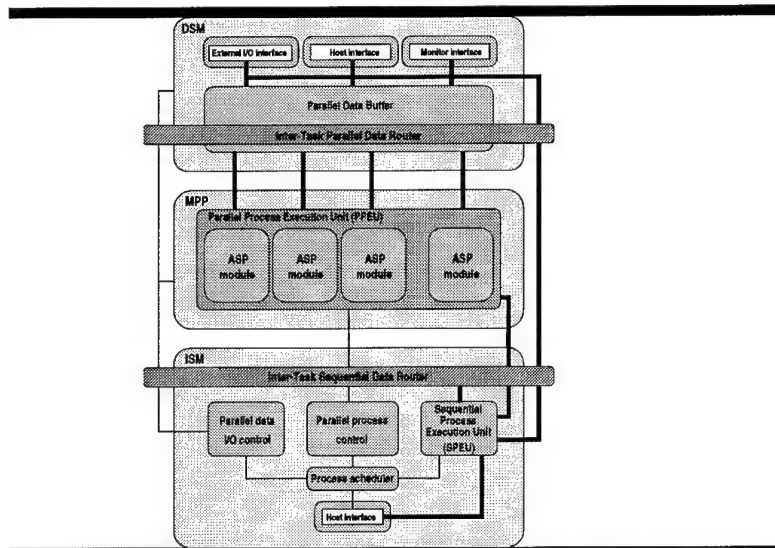 DSM
External I/O Interface
Host Interface
Monitor Interface
Parallel Data Buffer
Inter-Task Parallel Data Router
MPP
Parallel Process Execution Unit (PPEU)
ASP
module
ASP
module
ASP
module
ASP
module
ISM
Inter-Task Sequential Data Router
Parallel data
I/O control
Parallel process
control
Sequential
Process
Execution Unit
(SPEU)
Process scheduler
Host Interface